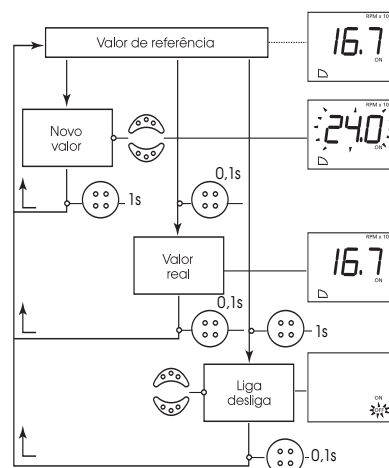 Valor de referência
RPM x 10
16.7
ON
Novo
valor
RPM x 10
24.0
ON
1s
0,1s
Valor
real
RPM x 10
16.7
ON
0,1s
1s
Liga
desliga
ON
OFF
0,1s